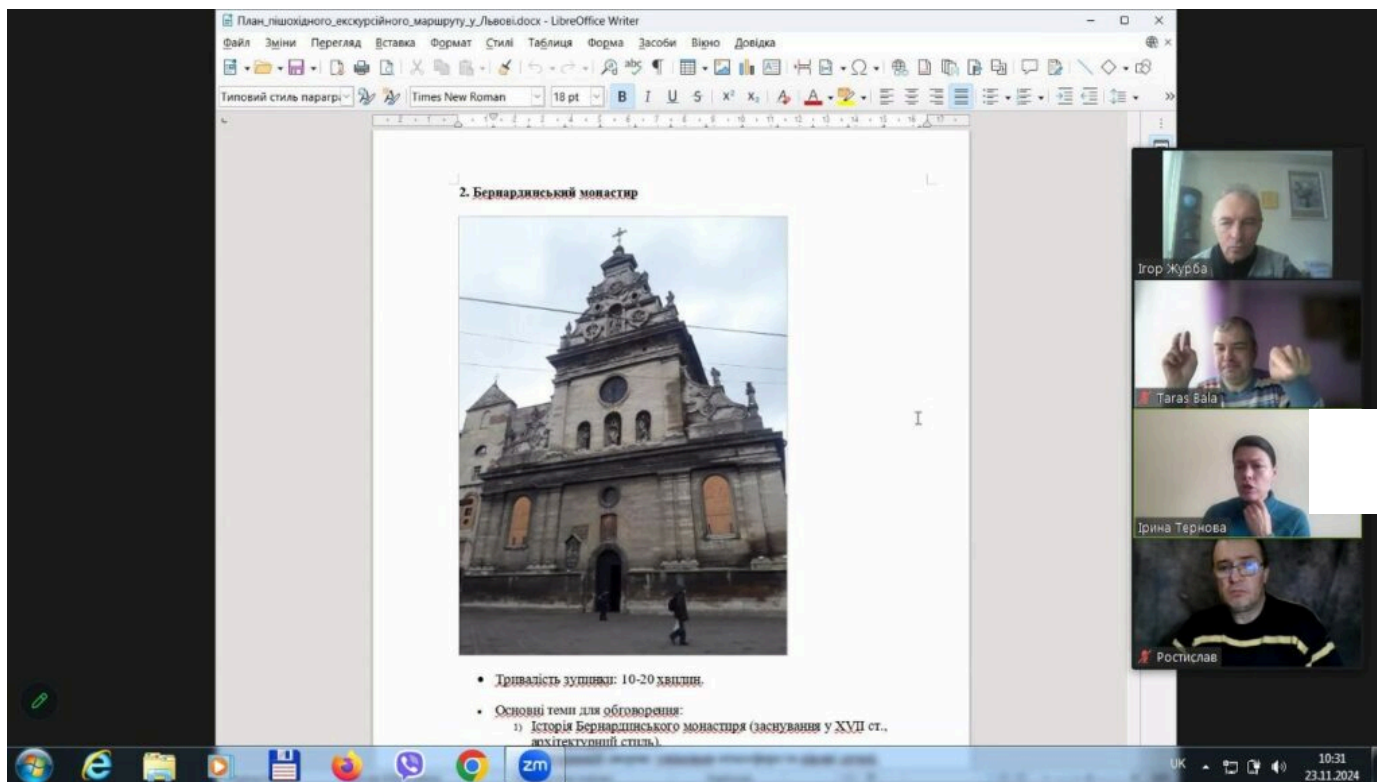 План_пішохідного_екскурсійного_маршруту_у_Львові.docx - LibreOffice Writer
Файл Зміни Перегляд Вставка Формат Стилі Таблиця Форма Засоби Вікно Довідка
Типовий стиль парагра Times New Roman 18 pt
2. Бернардинський монастир
Ігор Журба
Taras Bala
Ірина Тернова
Ростислав
• Тривалість зупинки: 10-20 хвилин.
• Основні теми для обговорення:
1) Історія Бернардинського монастиря (заснування у XVII ст.,
архітектурний стиль).
zm
UK
10:31
23.11.2024